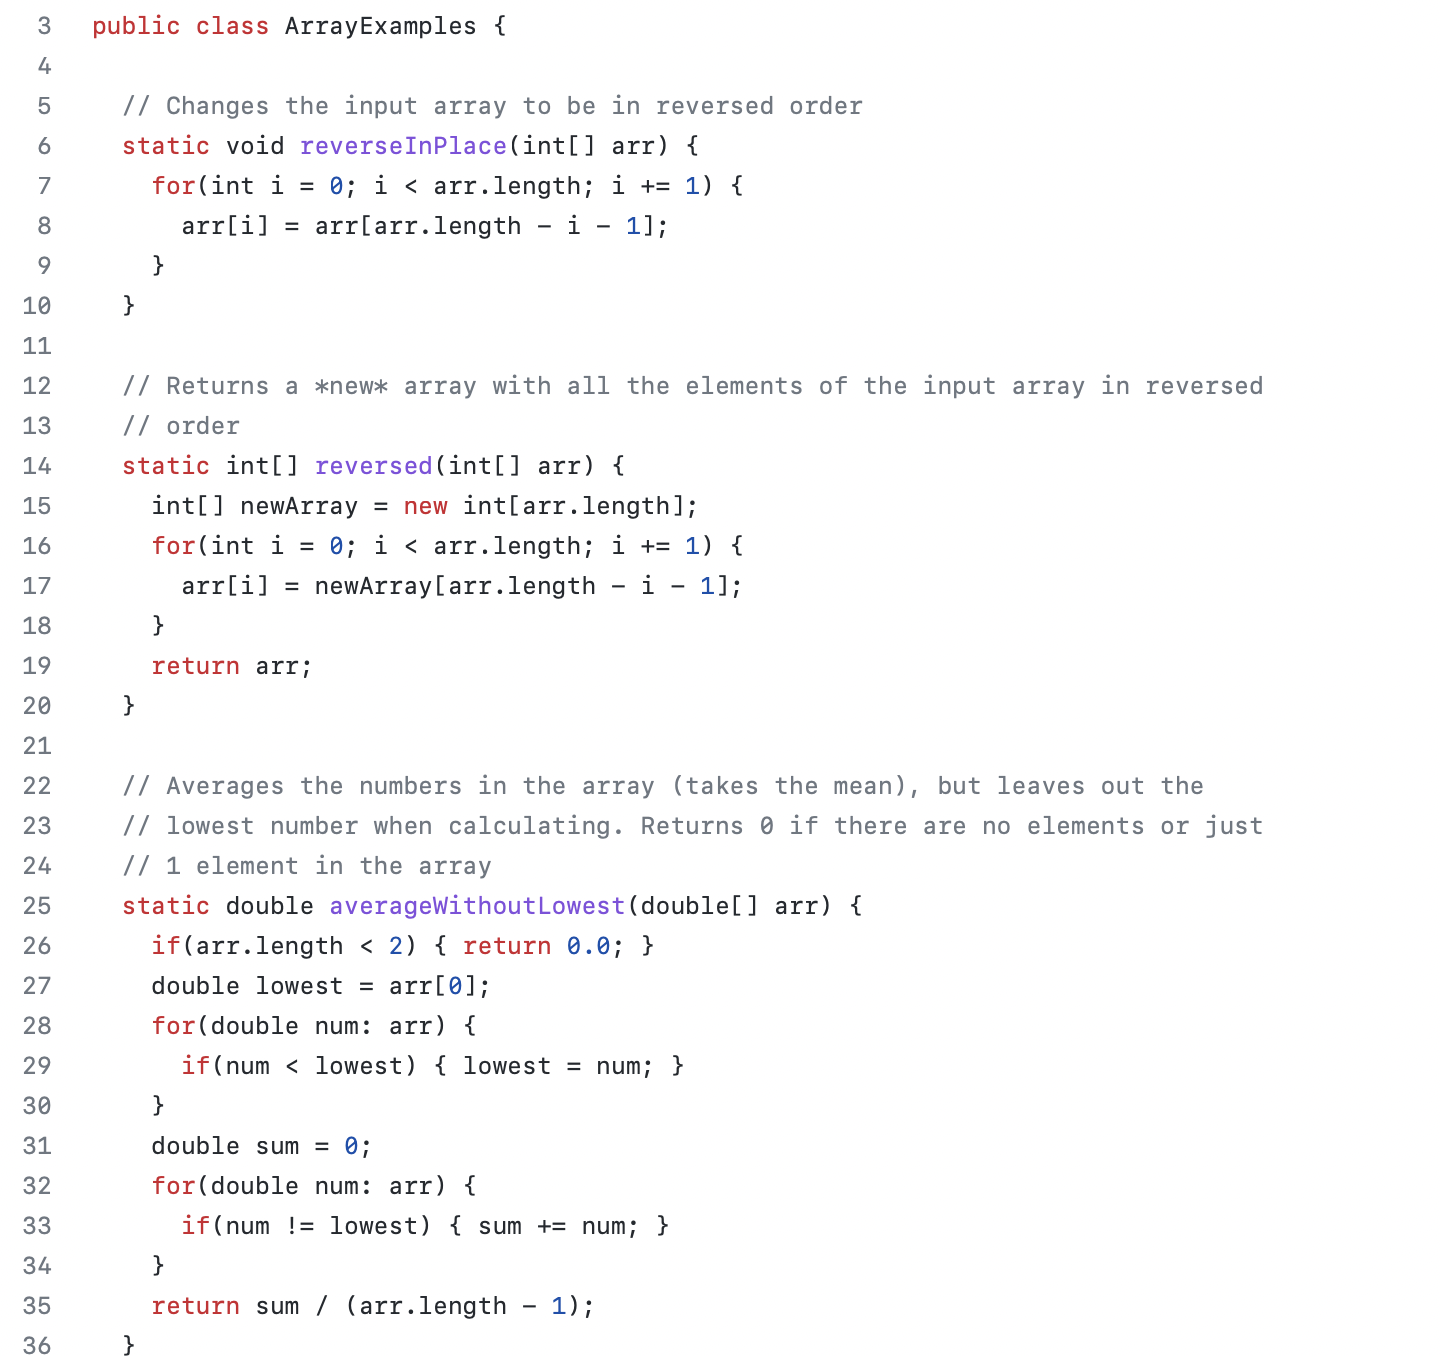 3 public class ArrayExamples {
4
5 // Changes the input array to be in reversed order
6 static void reverseInPlace(int[] arr) {
7 for(int i = 0; i < arr.length; i += 1) {
8 arr[i] = arr[arr.length - i - 1];
9 }
10 }
11
12 // Returns a *new* array with all the elements of the input array in reversed
13 // order
14 static int[] reversed(int[] arr) {
15 int[] newArray = new int[arr.length];
16 for(int i = 0; i < arr.length; i += 1) {
17 arr[i] = newArray[arr.length - i - 1];
18 }
19 return arr;
20 }
21
22 // Averages the numbers in the array (takes the mean), but leaves out the
23 // lowest number when calculating. Returns 0 if there are no elements or just
24 // 1 element in the array
25 static double averageWithoutLowest(double[] arr) {
26 if(arr.length < 2) { return 0.0; }
27 double lowest = arr[0];
28 for(double num: arr) {
29 if(num < lowest) { lowest = num; }
30 }
31 double sum = 0;
32 for(double num: arr) {
33 if(num != lowest) { sum += num; }
34 }
35 return sum / (arr.length - 1);
36 }